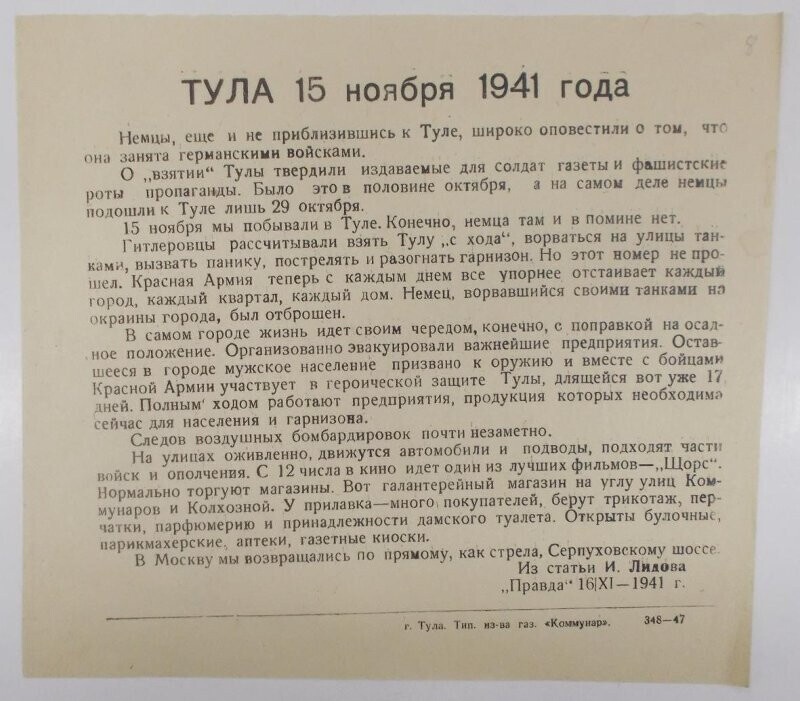 8
ТУЛА 15 ноября 1941 года
Немцы, еще и не приблизившись к Туле, широко оповестили о том, что
она занята германскими войсками.
О „взятии“ Тулы твердили издаваемые для солдат газеты и фашистские
роты пропаганды. Было это в половине октября, а на самом деле немцы
подошли к Туле лишь 29 октября.
15 ноября мы побывали в Туле. Конечно, немца там и в помине нет.
Гитлеровцы рассчитывали взять Тулу „с хода“, ворваться на улицы тан-
ками, вызвать панику, пострелять и разогнать гарнизон. Но этот номер не про-
шел. Красная Армия теперь с каждым днем все упорнее отстаивает каждый
город, каждый квартал, каждый дом. Немец, ворвавшийся своими танками на
окраины города, был отброшен.
В самом городе жизнь идет своим чередом, конечно, с поправкой на осад-
ное положение. Организованно эвакуировали важнейшие предприятия. Остав-
шееся в городе мужское население призвано к оружию и вместе с бойцами
Красной Армии участвует в героической защите Тулы, длящейся вот уже 17
дней. Полным ходом работают предприятия, продукция которых необходима
сейчас для населения и гарнизона.
Следов воздушных бомбардировок почти незаметно.
На улицах оживленно, движутся автомобили и подводы, подходят части
войск и ополчения. С 12 числа в кино идет один из лучших фильмов—„Щорс“.
Нормально торгуют магазины. Вот галантерейный магазин на углу улиц Ком-
мунаров и Колхозной. У прилавка—много покупателей, берут трикотаж, пер-
чатки, парфюмерию и принадлежности дамского туалета. Открыты булочные,
парикмахерские, аптеки, газетные киоски.
В Москву мы возвращались по прямому, как стрела, Серпуховскому шоссе.
Из статьи И. Лидова
„Правда“ 16|XI—1941 г.
г. Тула. Тип. из-ва газ. «Коммунар». 348—47